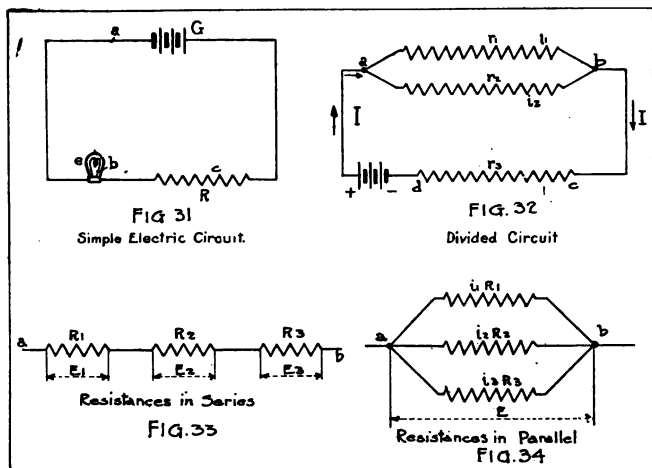 a G
e b c
R
FIG 31
Simple Electric Circuit.
r1 i1
a b
r2
i2
I I
r3
+ - d c
FIG. 32
Divided Circuit
R1 R2 R3
a b
E1 E2 E3
Resistances in Series
FIG. 33
i1 R1
a i2 R2 b
i3 R3
E
Resistances in Parallel
FIG. 34